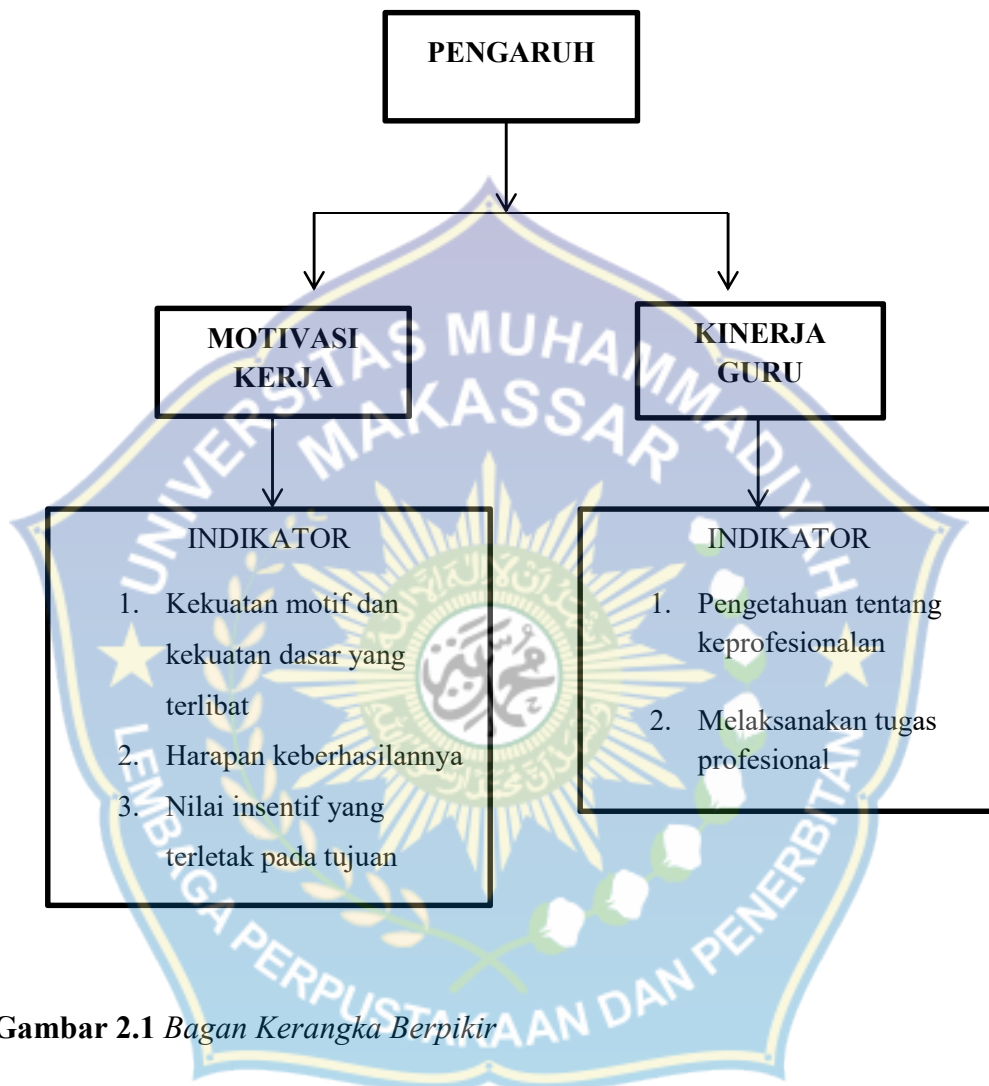 PENGARUH
MOTIVASI
KERJA
KINERJA
GURU
INDIKATOR
1. Kekuatan motif dan
kekuatan dasar yang
terlibat
2. Harapan keberhasilannya
3. Nilai insentif yang
terletak pada tujuan
INDIKATOR
1. Pengetahuan tentang
keprofesionalan
2. Melaksanakan tugas
profesional
UNIVERSITAS MUHAMMADIYAH
MAKASSAR
محمد
LEMBAGA PERPUSTAKAAN DAN PENERBITAN
Gambar 2.1 Bagan Kerangka Berpikir